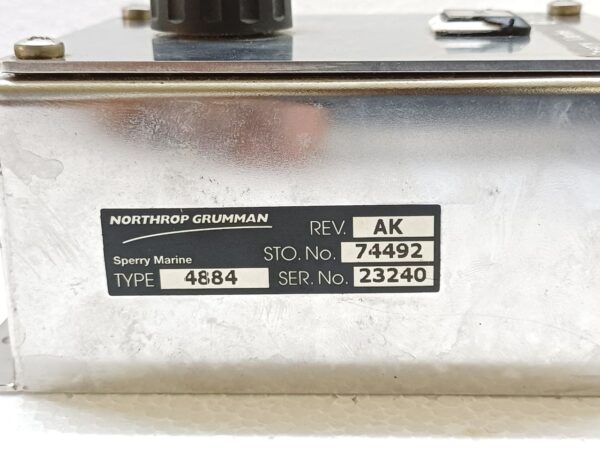 NORTHROP GRUMMAN
Sperry Marine
TYPE 4884
REV. AK
STO. No. 74492
SER. No. 23240